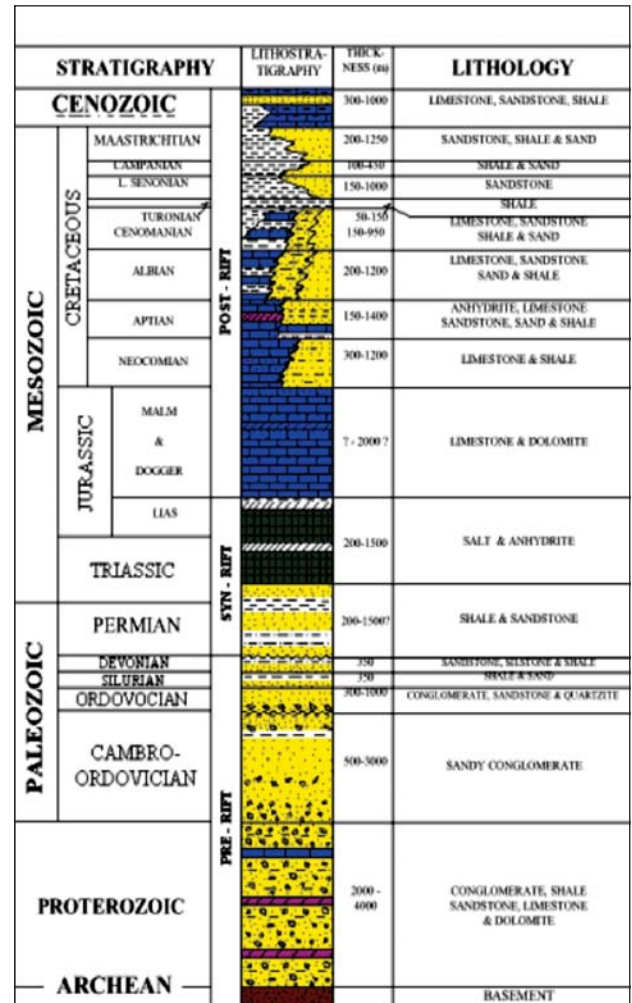 STRATIGRAPHY
LITHOSTRA-
TIGRAPHY
THICK-
NESS (m)
LITHOLOGY
CENOZOIC
300-1000
LIMESTONE, SANDSTONE, SHALE
MESOZOIC
CRETACEOUS
POST - RIFT
MAASTRICHTIAN
200-1250
SANDSTONE, SHALE & SAND
CAMPANIAN
100-450
SHALE & SAND
L. SENONIAN
150-1000
SANDSTONE
SHALE
TURONIAN
50-150
LIMESTONE, SANDSTONE
CENOMANIAN
150-950
SHALE & SAND
ALBIAN
200-1200
LIMESTONE, SANDSTONE
SAND & SHALE
APTIAN
150-1400
ANHYDRITE, LIMESTONE
SANDSTONE, SAND & SHALE
NEOCOMIAN
300-1200
LIMESTONE & SHALE
JURASSIC
MALM
&
DOGGER
? - 2000 ?
LIMESTONE & DOLOMITE
LIAS
SYN - RIFT
200-1500
SALT & ANHYDRITE
TRIASSIC
PALEOZOIC
PERMIAN
200-1500?
SHALE & SANDSTONE
PRE - RIFT
DEVONIAN
350
SANDSTONE, SILSTONE & SHALE
SILURIAN
350
SHALE & SAND
ORDOVOCIAN
300-1000
CONGLOMERATE, SANDSTONE & QUARTZITE
CAMBRO-
ORDOVICIAN
500-3000
SANDY CONGLOMERATE
PROTEROZOIC
2000 -
4000
CONGLOMERATE, SHALE
SANDSTONE, LIMESTONE
& DOLOMITE
ARCHEAN
BASEMENT